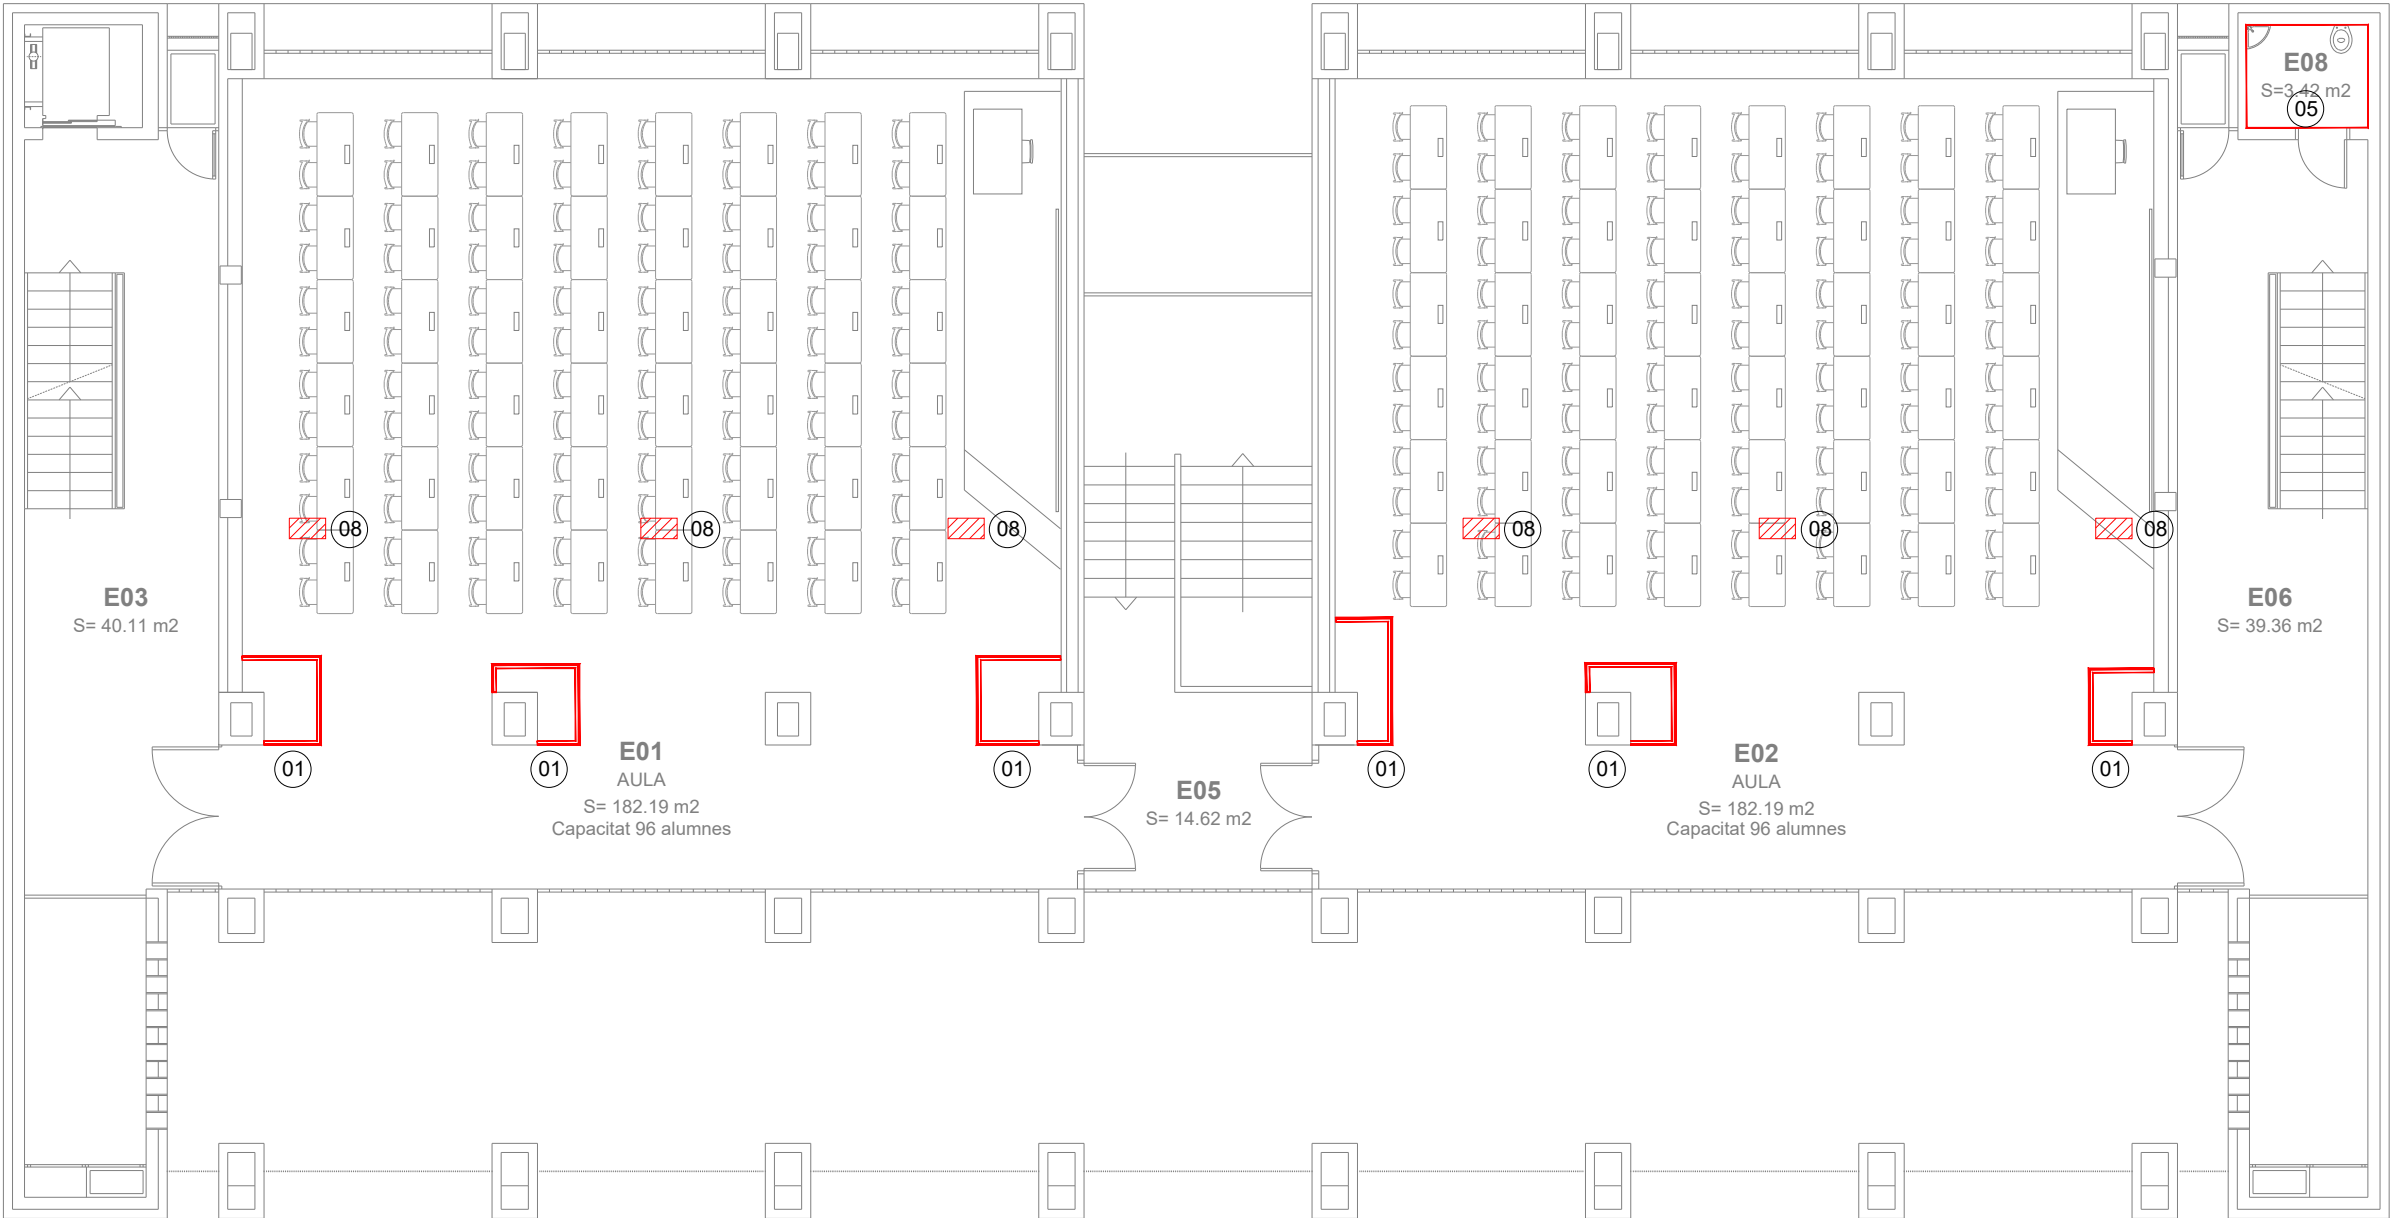 E08
S=3.42 m2
05
08
08
08
08
08
08
E03
S= 40.11 m2
E06
S= 39.36 m2
01
01
01
01
01
01
E01
AULA
S= 182.19 m2
Capacitat 96 alumnes
E05
S= 14.62 m2
E02
AULA
S= 182.19 m2
Capacitat 96 alumnes